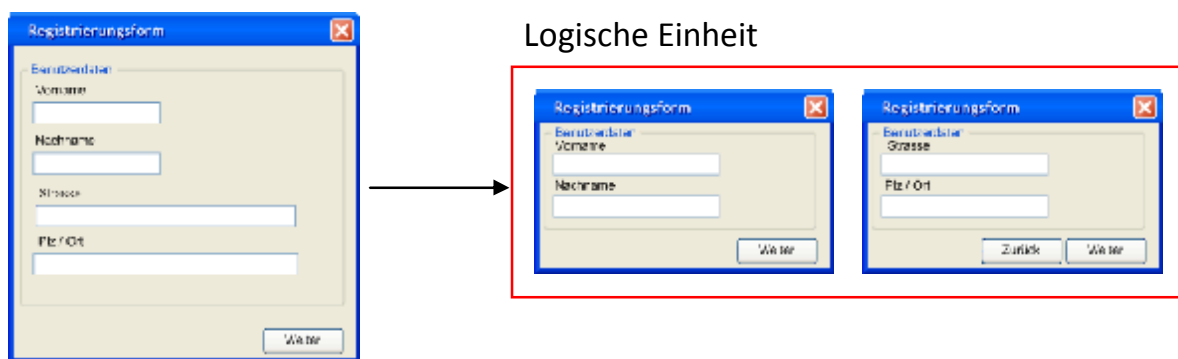 Registrierungsform
Benutzerdaten
Vorname
Nachname
Strasse
Plz / Ort
Weiter
Logische Einheit
Registrierungsform
Benutzerdaten
Vorname
Nachname
Weiter
Registrierungsform
Benutzerdaten
Strasse
Plz / Ort
Zurück
Weiter